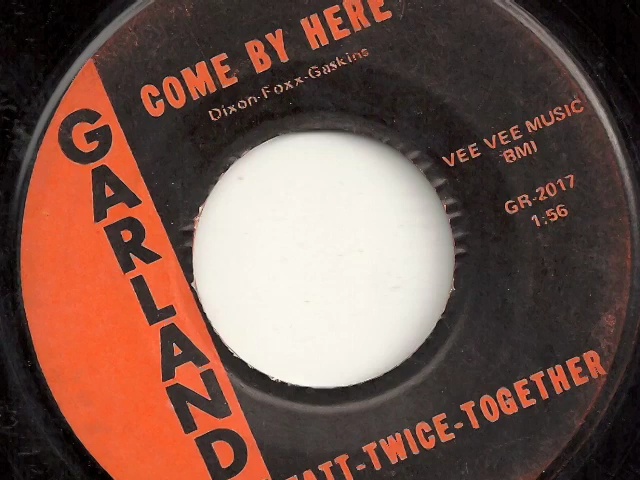 COME BY HERE
Dixon-Foxx-Gaskins
GARLAND
VEE VEE MUSIC
BMI
GR-2017
1:56
-TWICE-TOGETHER